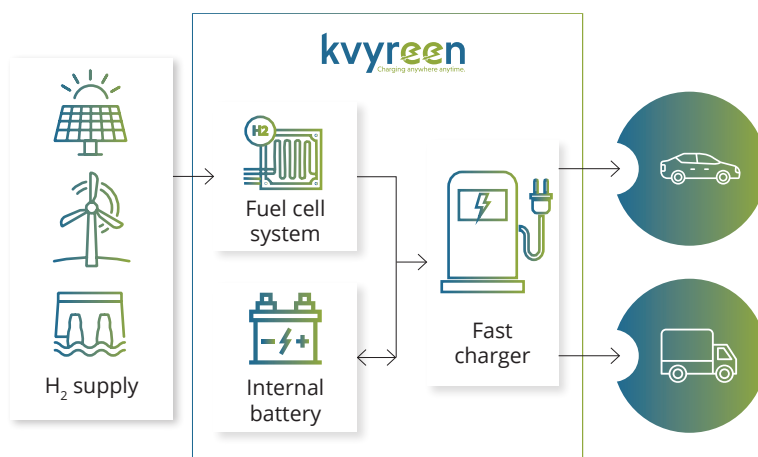 kvyreen
Charging anywhere anytime.
H2
Fuel cell
system
Internal
battery
Fast
charger
H₂ supply